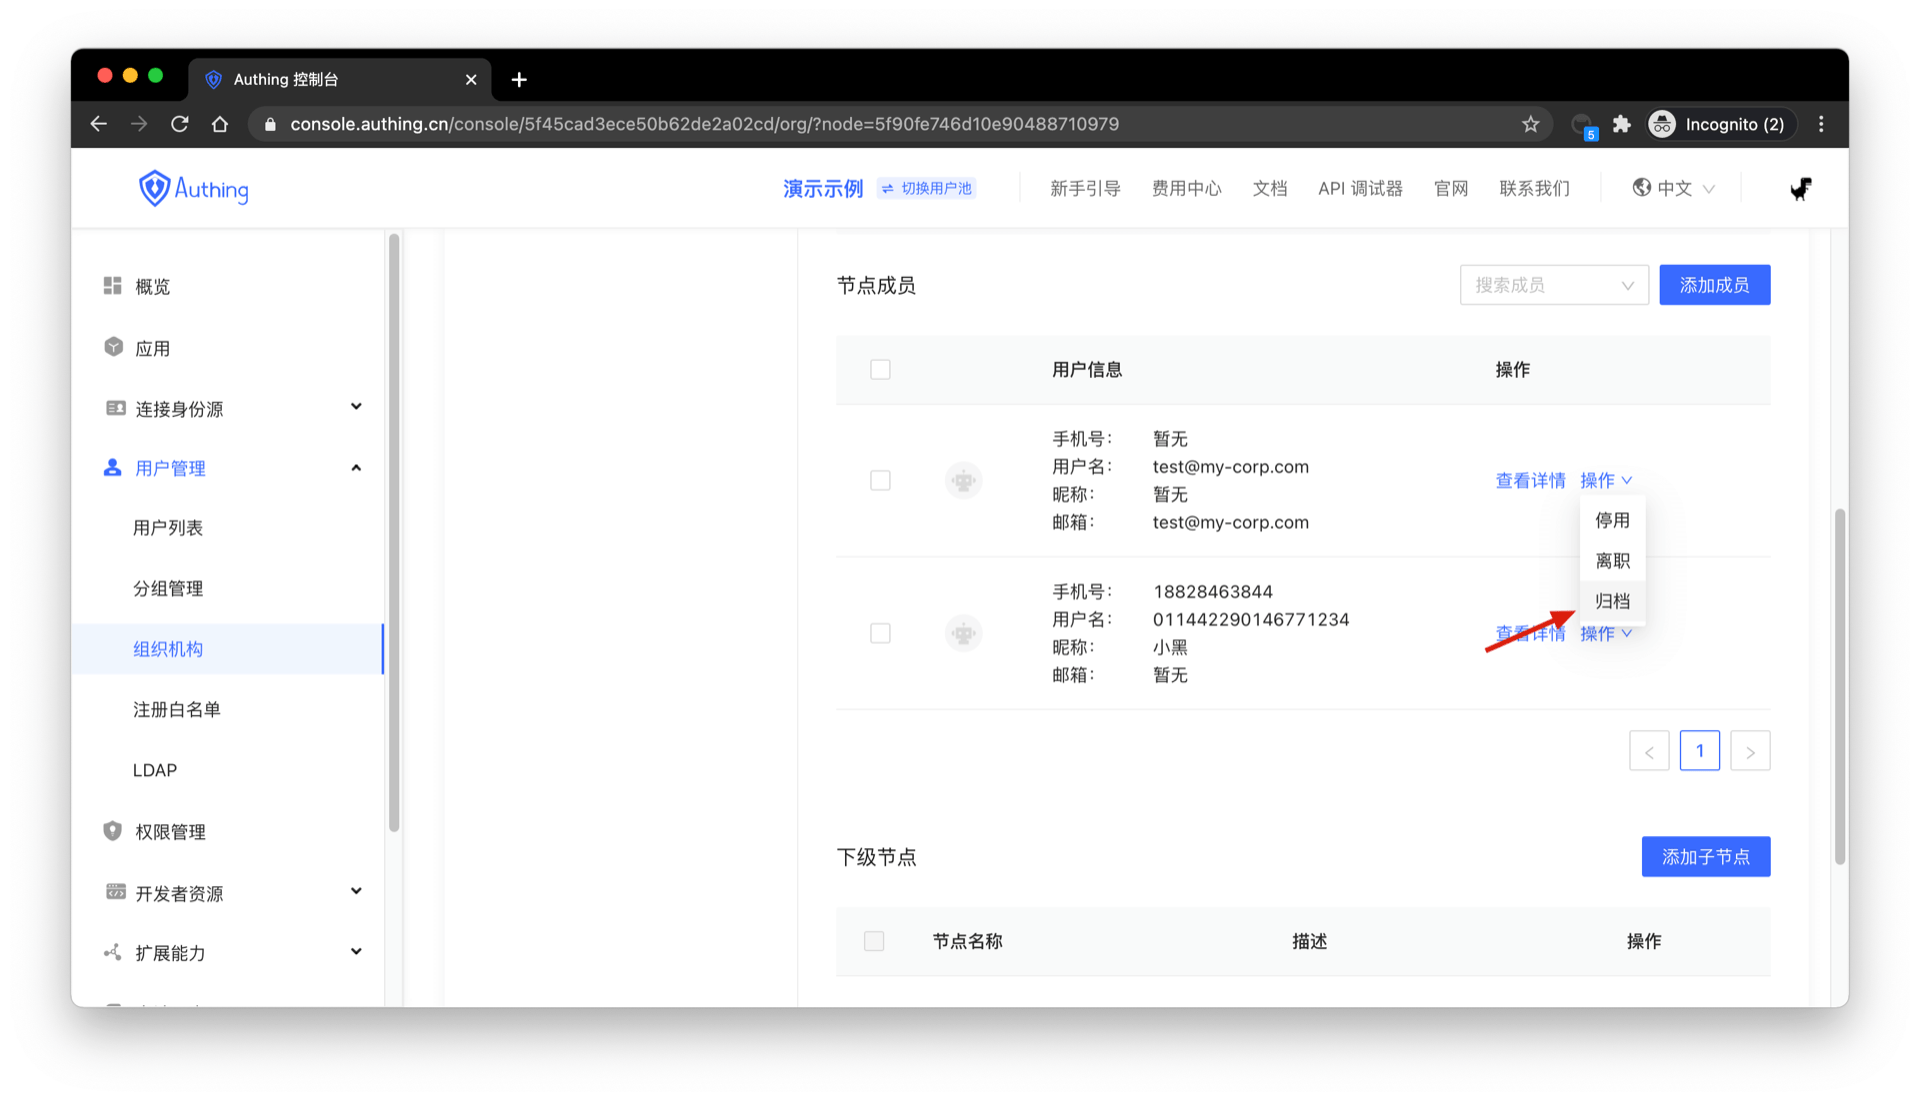 Authing 控制台
console.authing.cn/console/5f45cad3ece50b62de2a02cd/org/?node=5f90fe746d10e90488710979
5
Incognito (2)
Authing
演示示例
切换用户池
新手引导
费用中心
文档
API 调试器
官网
联系我们
中文
概览
应用
连接身份源
用户管理
用户列表
分组管理
组织机构
注册白名单
LDAP
权限管理
开发者资源
扩展能力
节点成员
搜索成员
添加成员
用户信息
操作
手机号： 暂无
用户名： test@my-corp.com
昵称： 暂无
邮箱： test@my-corp.com
查看详情 操作
停用
离职
归档
手机号： 18828463844
用户名： 011442290146771234
昵称： 小黑
邮箱： 暂无
查看详情 操作
1
下级节点
添加子节点
节点名称
描述
操作